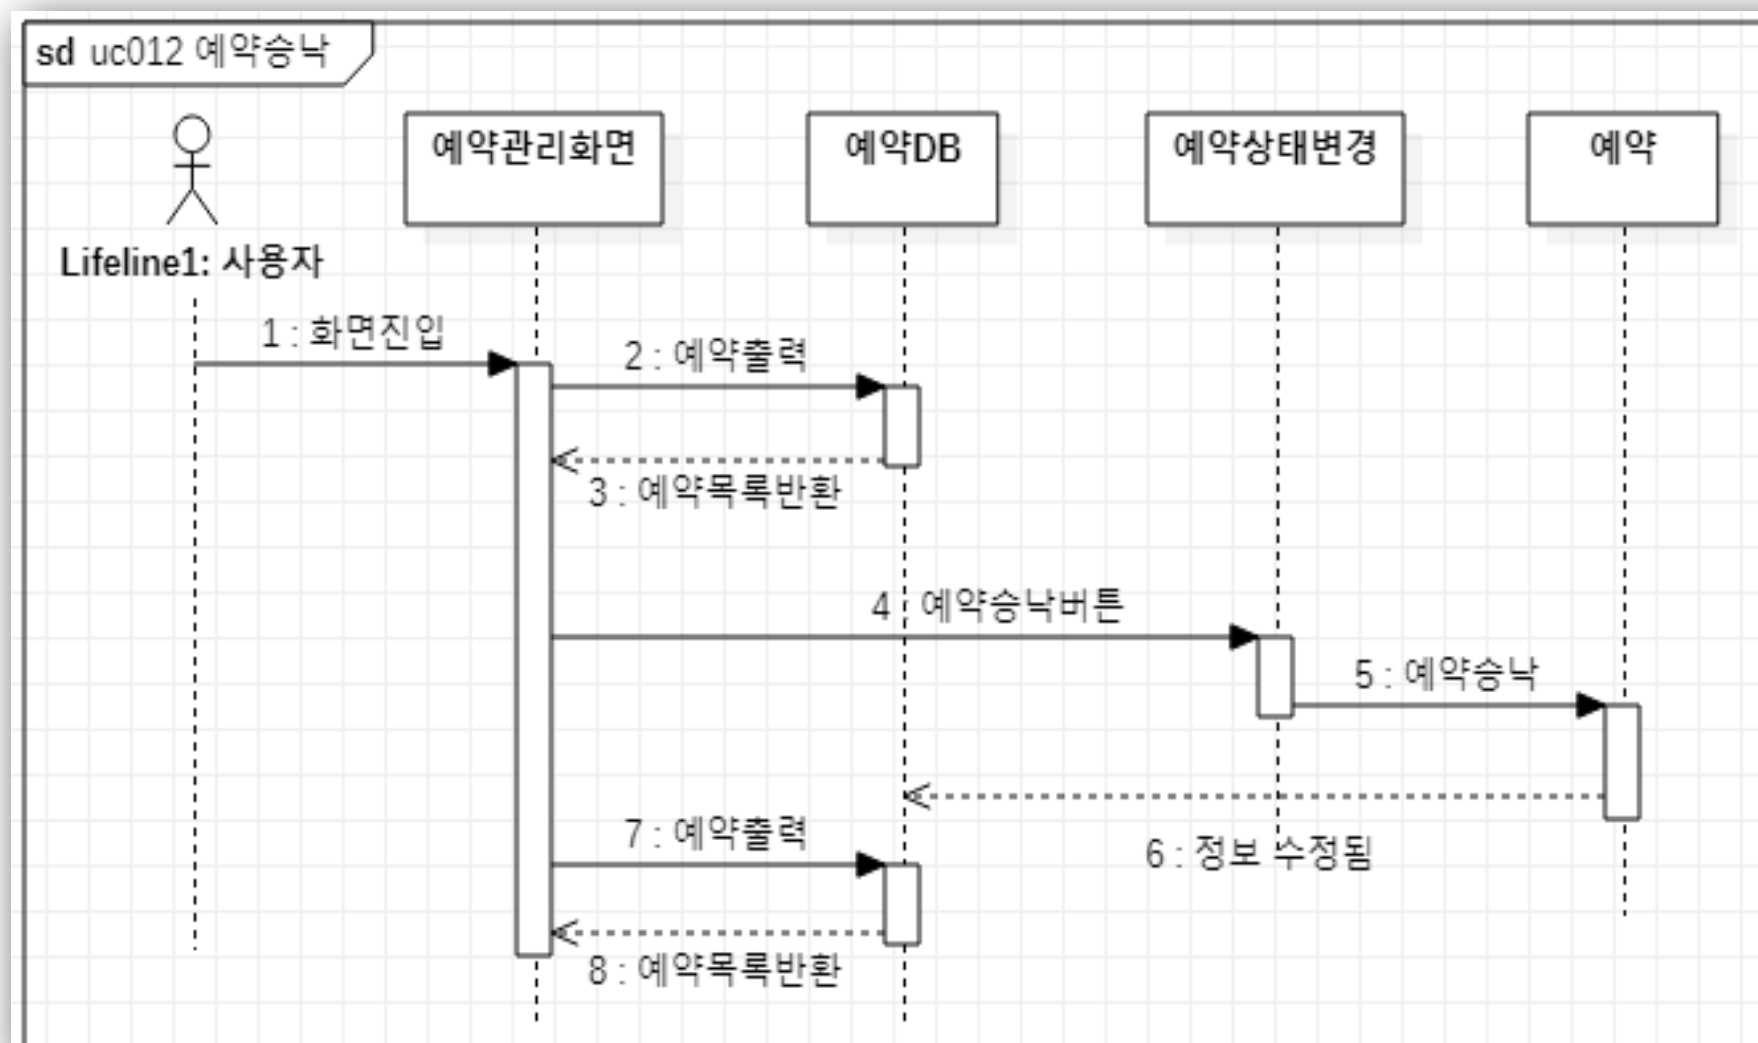 sd uc012 예약승낙
예약관리화면
예약DB
예약상태변경
예약
Lifeline1: 사용자
1 : 화면진입
2 : 예약출력
3 : 예약목록반환
4 : 예약승낙버튼
5 : 예약승낙
6 : 정보 수정됨
7 : 예약출력
8 : 예약목록반환